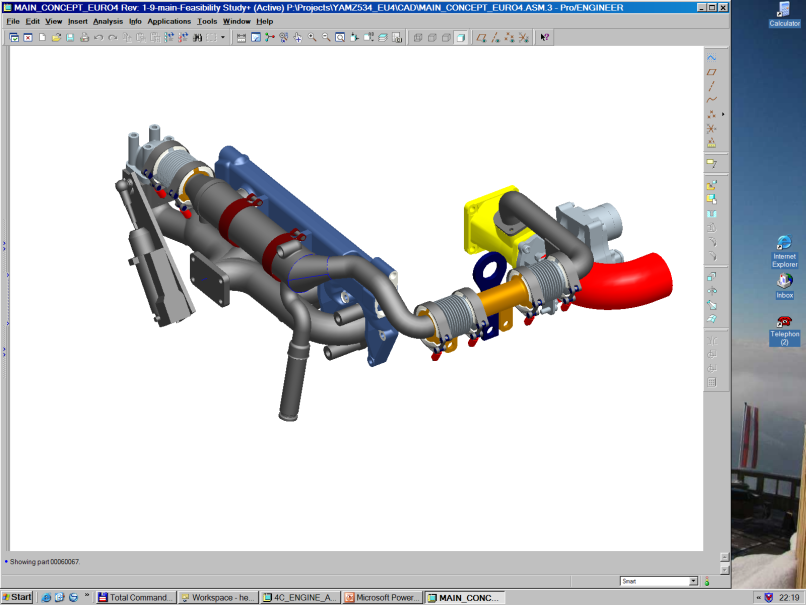 MAIN_CONCEPT_EURO4 Rev: 1-9-main-Feasibility Study+ (Active) P:\Projects\YAMZ534_EU4\CAD\MAIN_CONCEPT_EURO4.ASM.3 - Pro/ENGINEER
File Edit View Insert Analysis Info Applications Tools Window Help
Calculator
Internet
Explorer
Inbox
Telephon
(2)
Showing part 00060067.
Smart
Start
Total Command...
Workspace - he...
4C_ENGINE_A...
Microsoft Power...
MAIN_CONC...
22:19